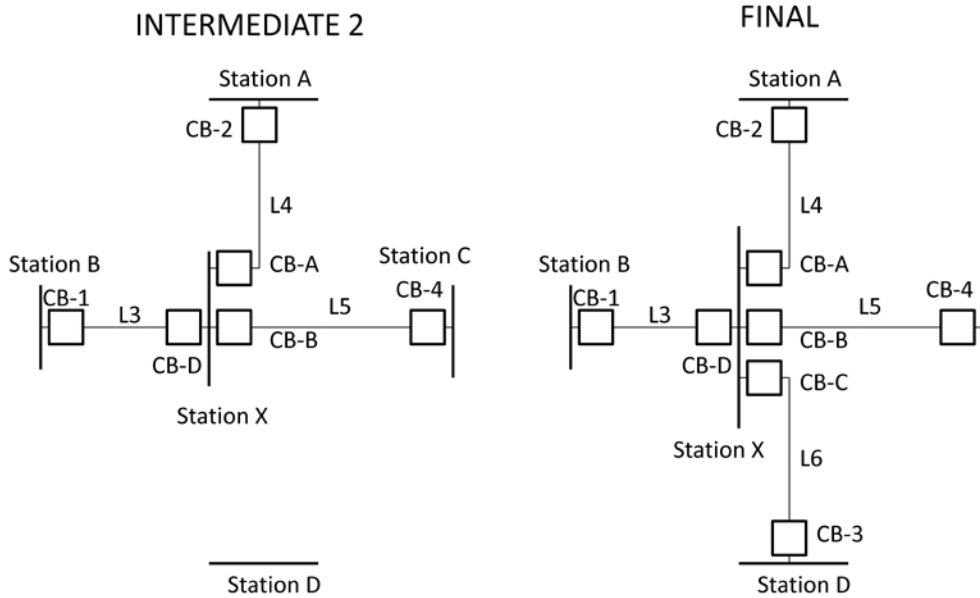 INTERMEDIATE 2
Station A
CB-2
L4
Station B
CB-1
L3
CB-A
Station C
CB-4
L5
CB-B
CB-D
Station X
Station D
FINAL
Station A
CB-2
L4
Station B
CB-1
L3
CB-A
CB-4
L5
CB-B
CB-D
CB-C
Station X
L6
CB-3
Station D